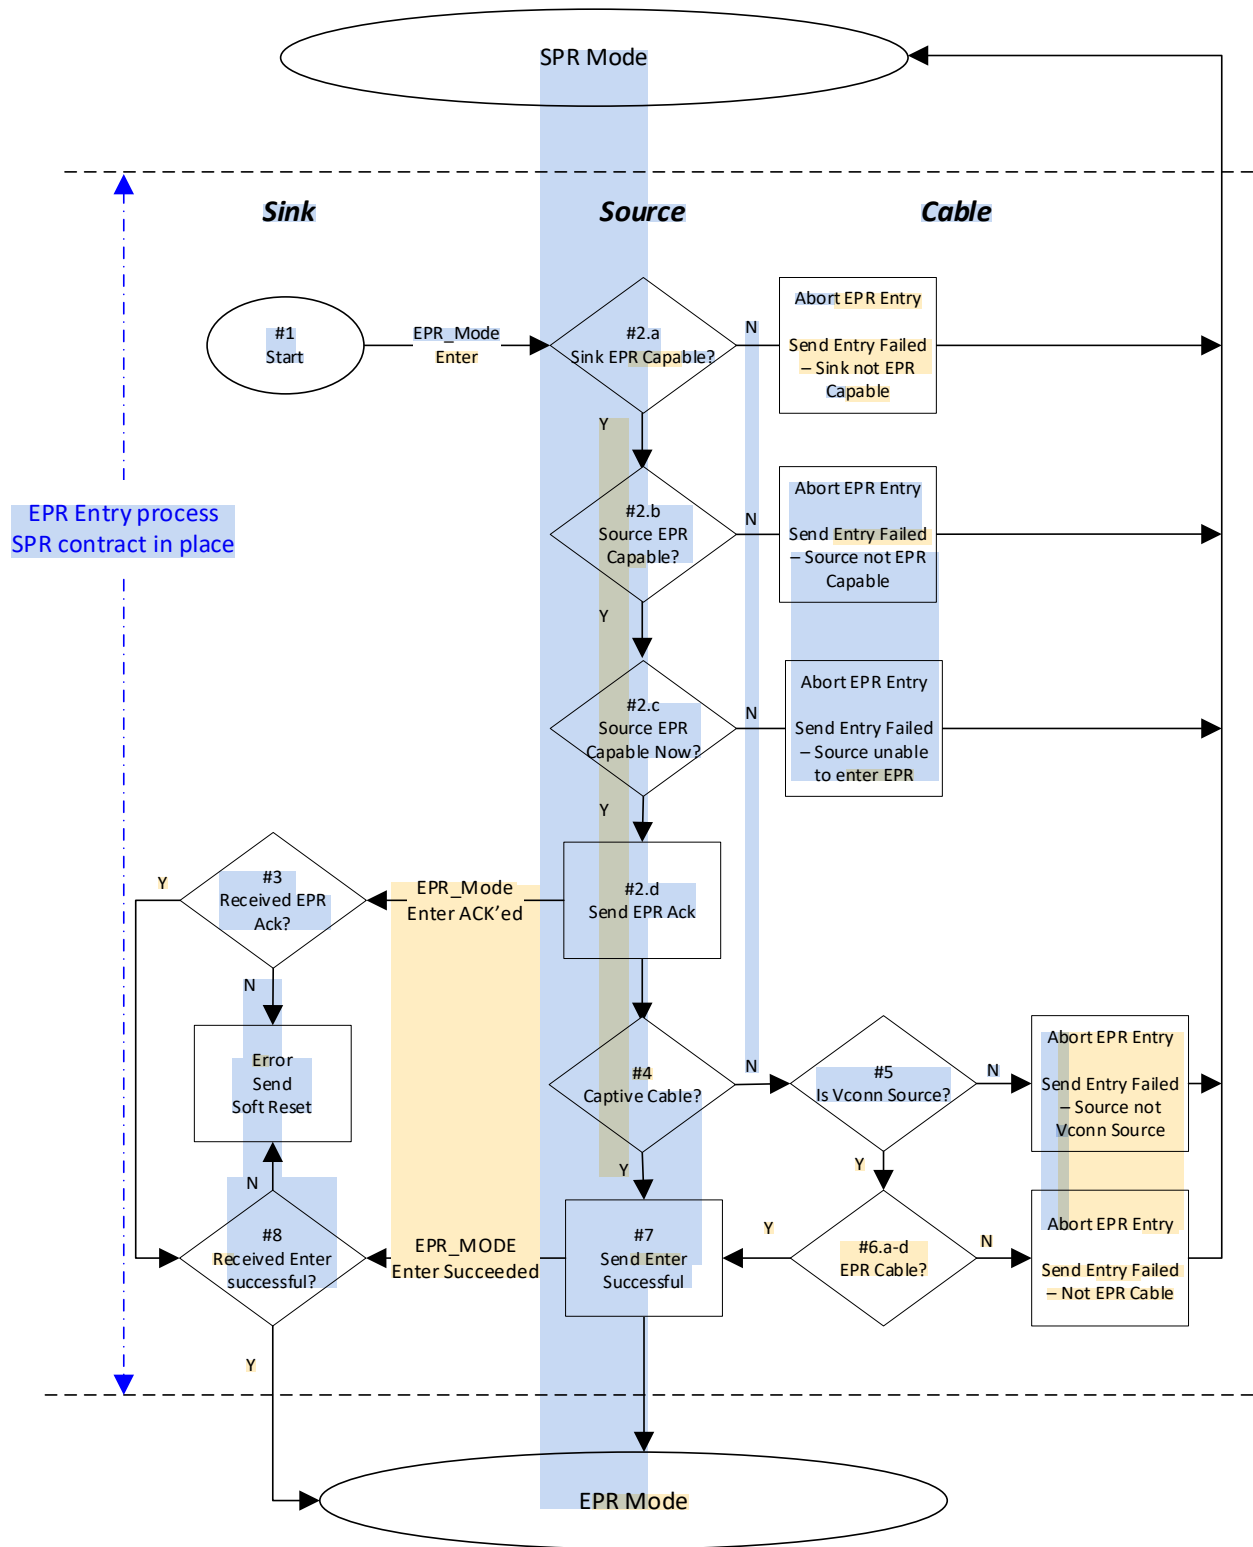 SPR Mode
Sink
Source
Cable
#1
Start
EPR_Mode
Enter
#2.a
Sink EPR Capable?
N
Abort EPR Entry
Send Entry Failed
– Sink not EPR
Capable
Y
EPR Entry process
SPR contract in place
#2.b
Source EPR
Capable?
N
Abort EPR Entry
Send Entry Failed
– Source not EPR
Capable
Y
#2.c
Source EPR
Capable Now?
N
Abort EPR Entry
Send Entry Failed
– Source unable
to enter EPR
Y
#2.d
Send EPR Ack
EPR_Mode
Enter ACK’ed
#3
Received EPR
Ack?
Y
N
Error
Send
Soft Reset
#4
Captive Cable?
N
#5
Is Vconn Source?
N
Abort EPR Entry
Send Entry Failed
– Source not
Vconn Source
Y
Y
N
#8
Received Enter
successful?
EPR_MODE
Enter Succeeded
#7
Send Enter
Successful
Y
#6.a-d
EPR Cable?
N
Abort EPR Entry
Send Entry Failed
– Not EPR Cable
Y
EPR Mode